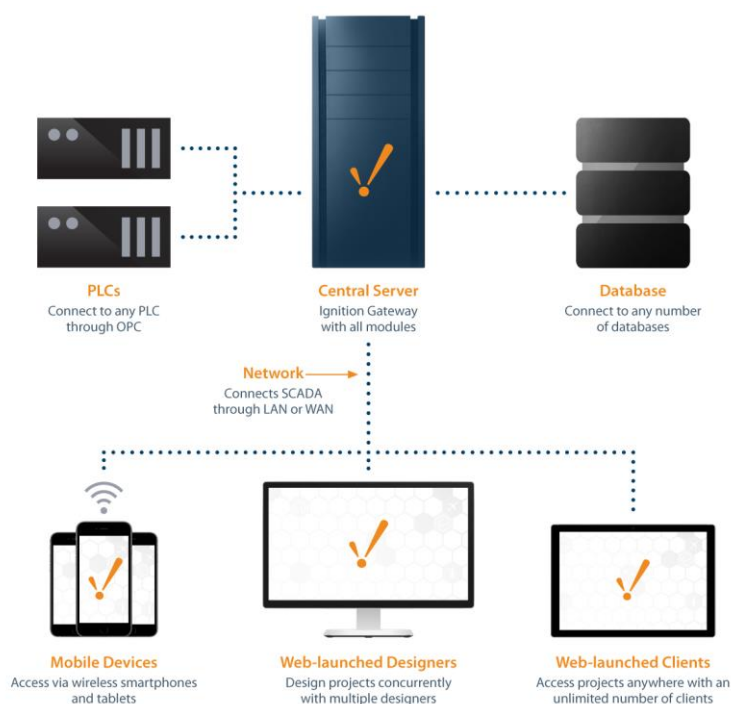 PLCs
Connect to any PLC
through OPC
Central Server
Ignition Gateway
with all modules
Database
Connect to any number
of databases
Network
Connects SCADA
through LAN or WAN
Mobile Devices
Access via wireless smartphones
and tablets
Web-launched Designers
Design projects concurrently
with multiple designers
Web-launched Clients
Access projects anywhere with an
unlimited number of clients